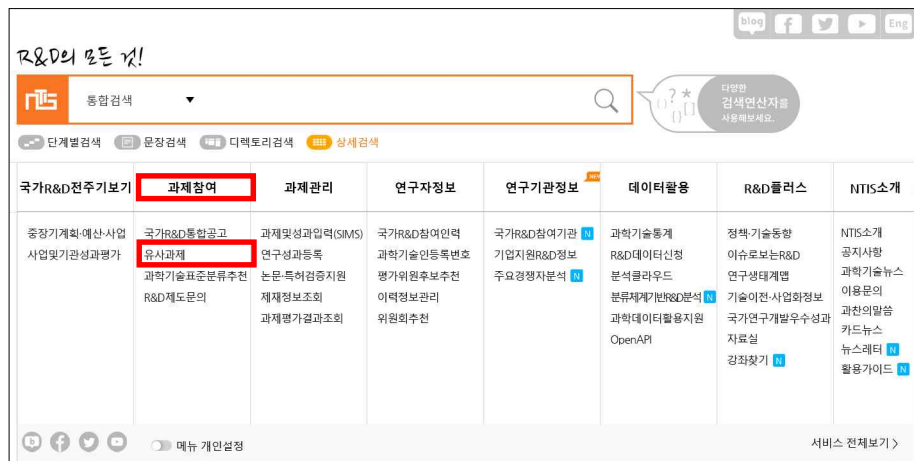 blog f Eng
R&D의 모든 것!
NTIS 통합검색 ▼
( ) ? * { } [ ] 다양한
검색연산자를
사용해보세요.
단계별검색 문장검색 디렉토리검색 상세검색
국가R&D전주기보기 과제참여 과제관리 연구자정보 연구기관정보 NEW 데이터활용 R&D플러스 NTIS소개
중장기계획·예산·사업
사업및기관성과평가
국가R&D통합공고
유사과제
과학기술표준분류추천
R&D제도문의
과제및성과입력(SIMS)
연구성과등록
논문·특허검증지원
제재정보조회
과제평가결과조회
국가R&D참여인력
과학기술인등록번호
평가위원후보추천
이력정보관리
위원회추천
국가R&D참여기관 N
기업지원R&D정보
주요경쟁자분석 N
과학기술통계
R&D데이터신청
분석클라우드
분류체계기반R&D분석 N
과학데이터활용지원
OpenAPI
정책·기술동향
이슈로보는R&D
연구생태계맵
기술이전·사업화정보
국가연구개발우수성과
자료실
강좌찾기 N
NTIS소개
공지사항
과학기술뉴스
이용문의
과찬의말씀
카드뉴스
뉴스레터 N
활용가이드 N
b f 메뉴 개인설정 서비스 전체보기 >